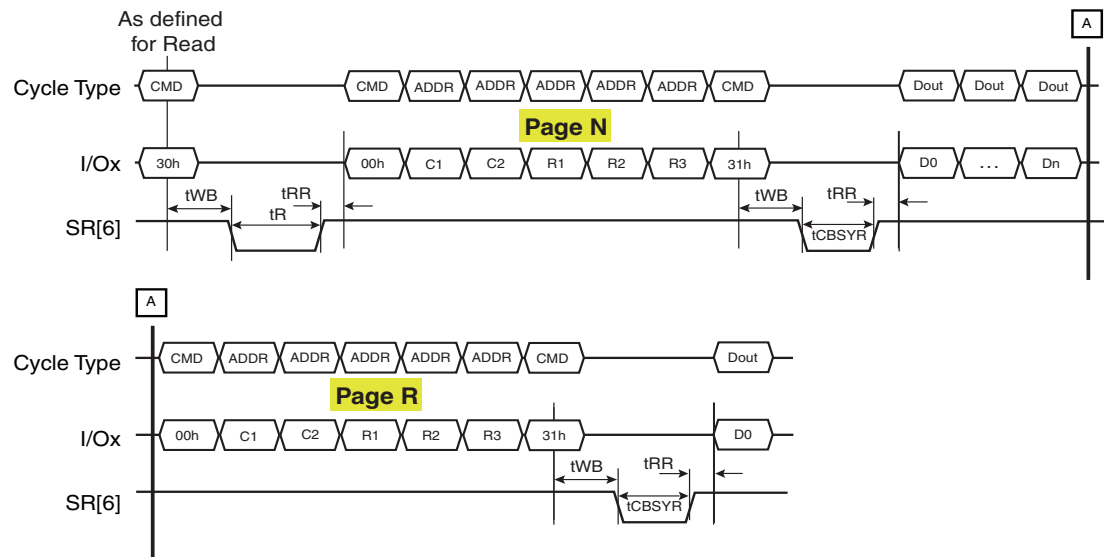 As defined
for Read
A
Cycle Type CMD CMD ADDR ADDR ADDR ADDR ADDR CMD Dout Dout Dout
Page N
I/Ox 30h 00h C1 C2 R1 R2 R3 31h D0 ... Dn
tWB tRR tWB tRR
tR tCBSYR
SR[6]
A
Cycle Type CMD ADDR ADDR ADDR ADDR ADDR CMD Dout
Page R
I/Ox 00h C1 C2 R1 R2 R3 31h D0
tWB tRR
SR[6] tCBSYR